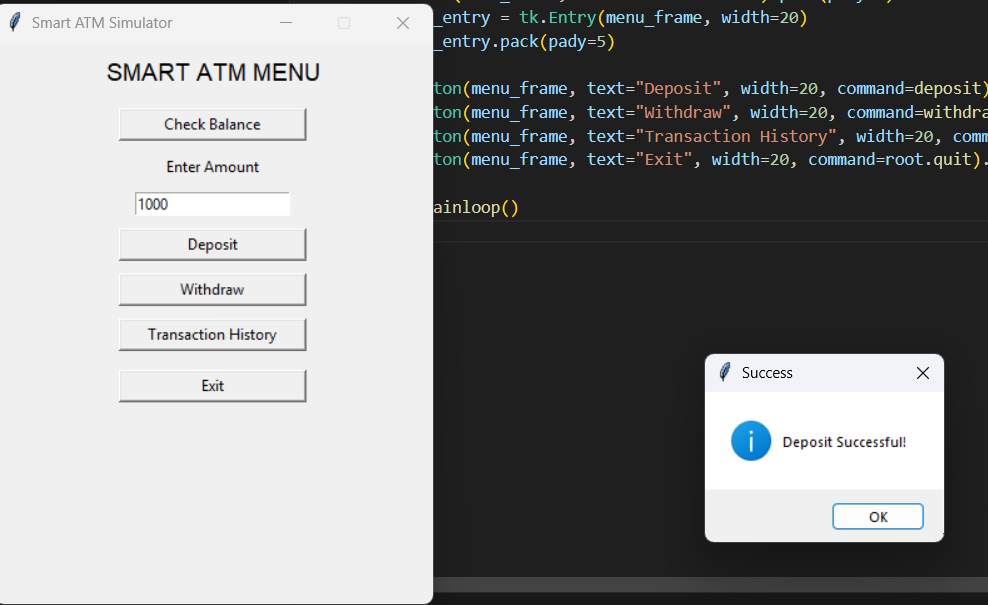 Smart ATM Simulator
SMART ATM MENU
Check Balance
Enter Amount
1000
Deposit
Withdraw
Transaction History
Exit
_entry = tk.Entry(menu_frame, width=20)
_entry.pack(pady=5)
ton(menu_frame, text="Deposit", width=20, command=deposit)
ton(menu_frame, text="Withdraw", width=20, command=withdra
ton(menu_frame, text="Transaction History", width=20, comm
ton(menu_frame, text="Exit", width=20, command=root.quit).
ainloop()
Success
Deposit Successful!
OK